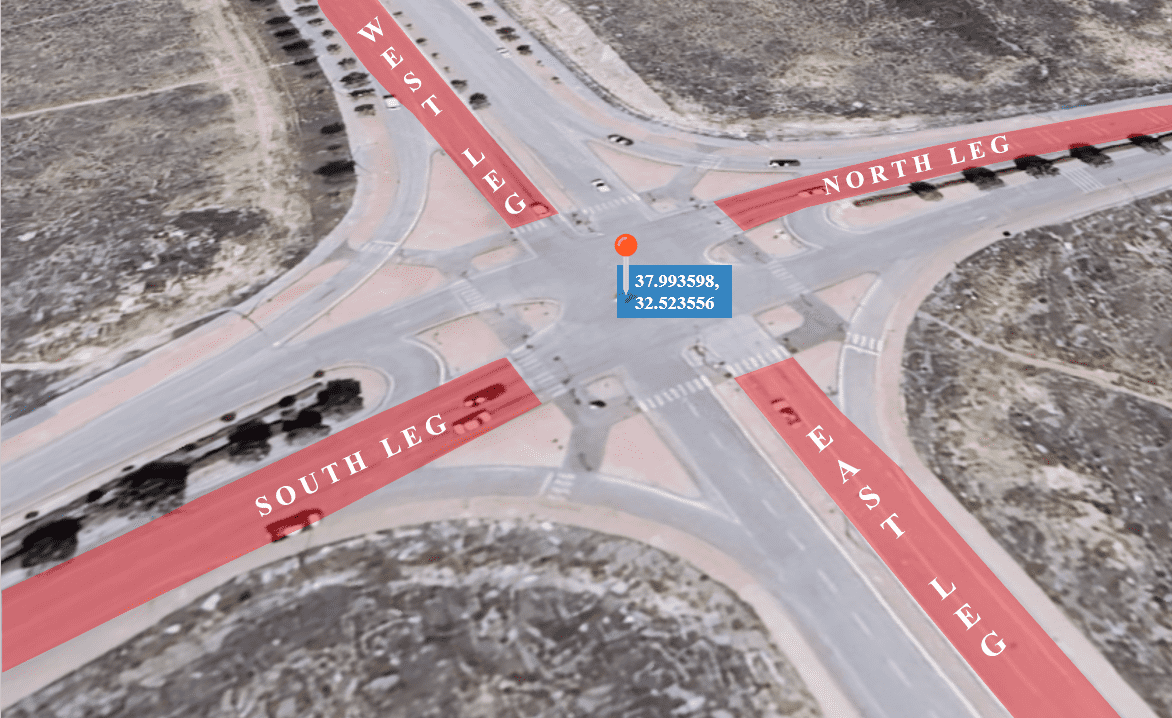 WEST LEG
NORTH LEG
37.993598,
32.523556
SOUTH LEG
EAST LEG